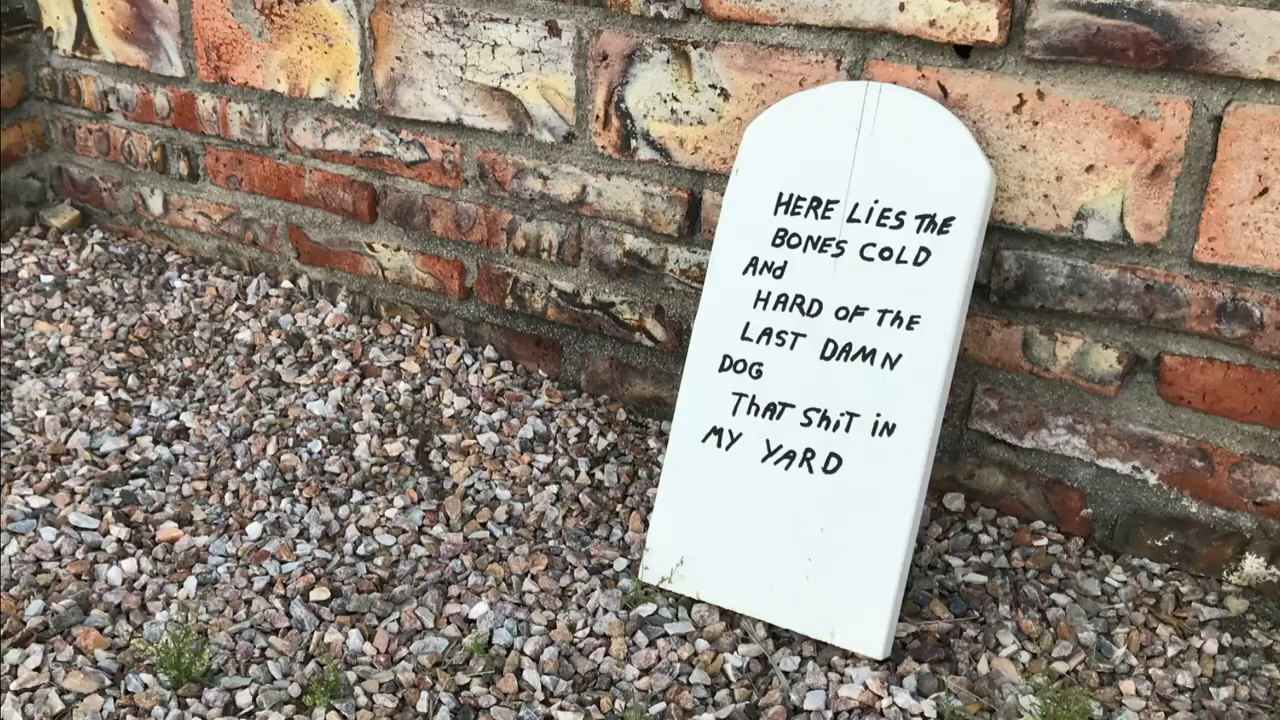 HERE LiES ThE
BONES COLD
ANd
HARD OF ThE
LAST DAMN
DOG
ThAT ShiT iN
MY YARD